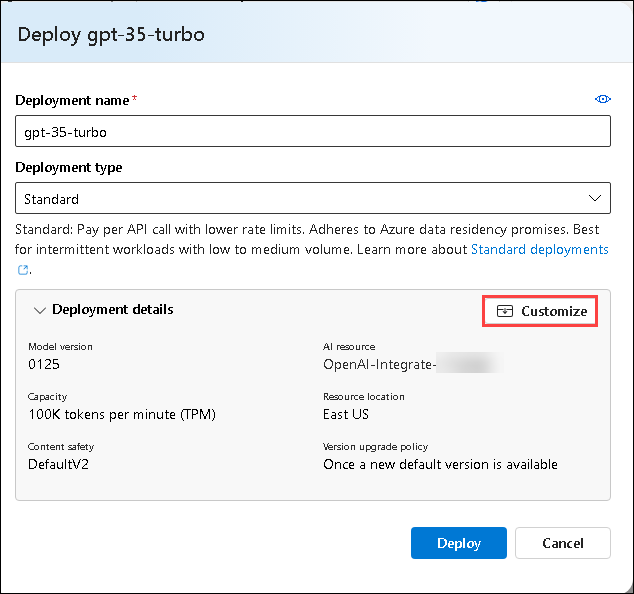 Deploy gpt-35-turbo
Deployment name *
gpt-35-turbo
Deployment type
Standard
Standard: Pay per API call with lower rate limits. Adheres to Azure data residency promises. Best
for intermittent workloads with low to medium volume. Learn more about Standard deployments
.
Deployment details
Customize
Model version
AI resource
0125
OpenAI-Integrate-
Capacity
Resource location
100K tokens per minute (TPM)
East US
Content safety
Version upgrade policy
DefaultV2
Once a new default version is available
Deploy
Cancel